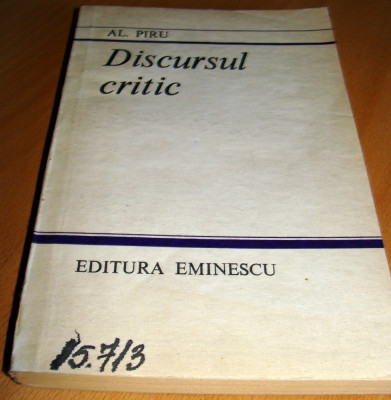 AL. PIRU
Discursul
critic
EDITURA EMINESCU
15.7/3